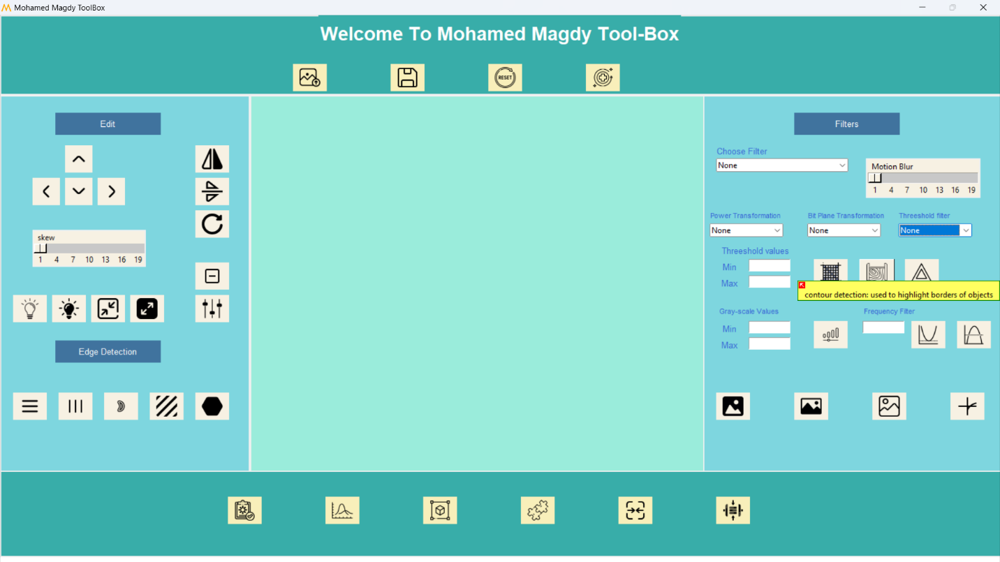 Mohamed Magdy ToolBox
Welcome To Mohamed Magdy Tool-Box
RESET
Edit
skew
1 4 7 10 13 16 19
Edge Detection
Filters
Choose Filter
None
Motion Blur
1 4 7 10 13 16 19
Power Transformation
Bit Plane Transformation
Threeshold filter
None
None
None
Threeshold values
Min
Max
contour detection: used to highlight borders of objects
Gray-scale Values
Frequency Filter
Min
Max